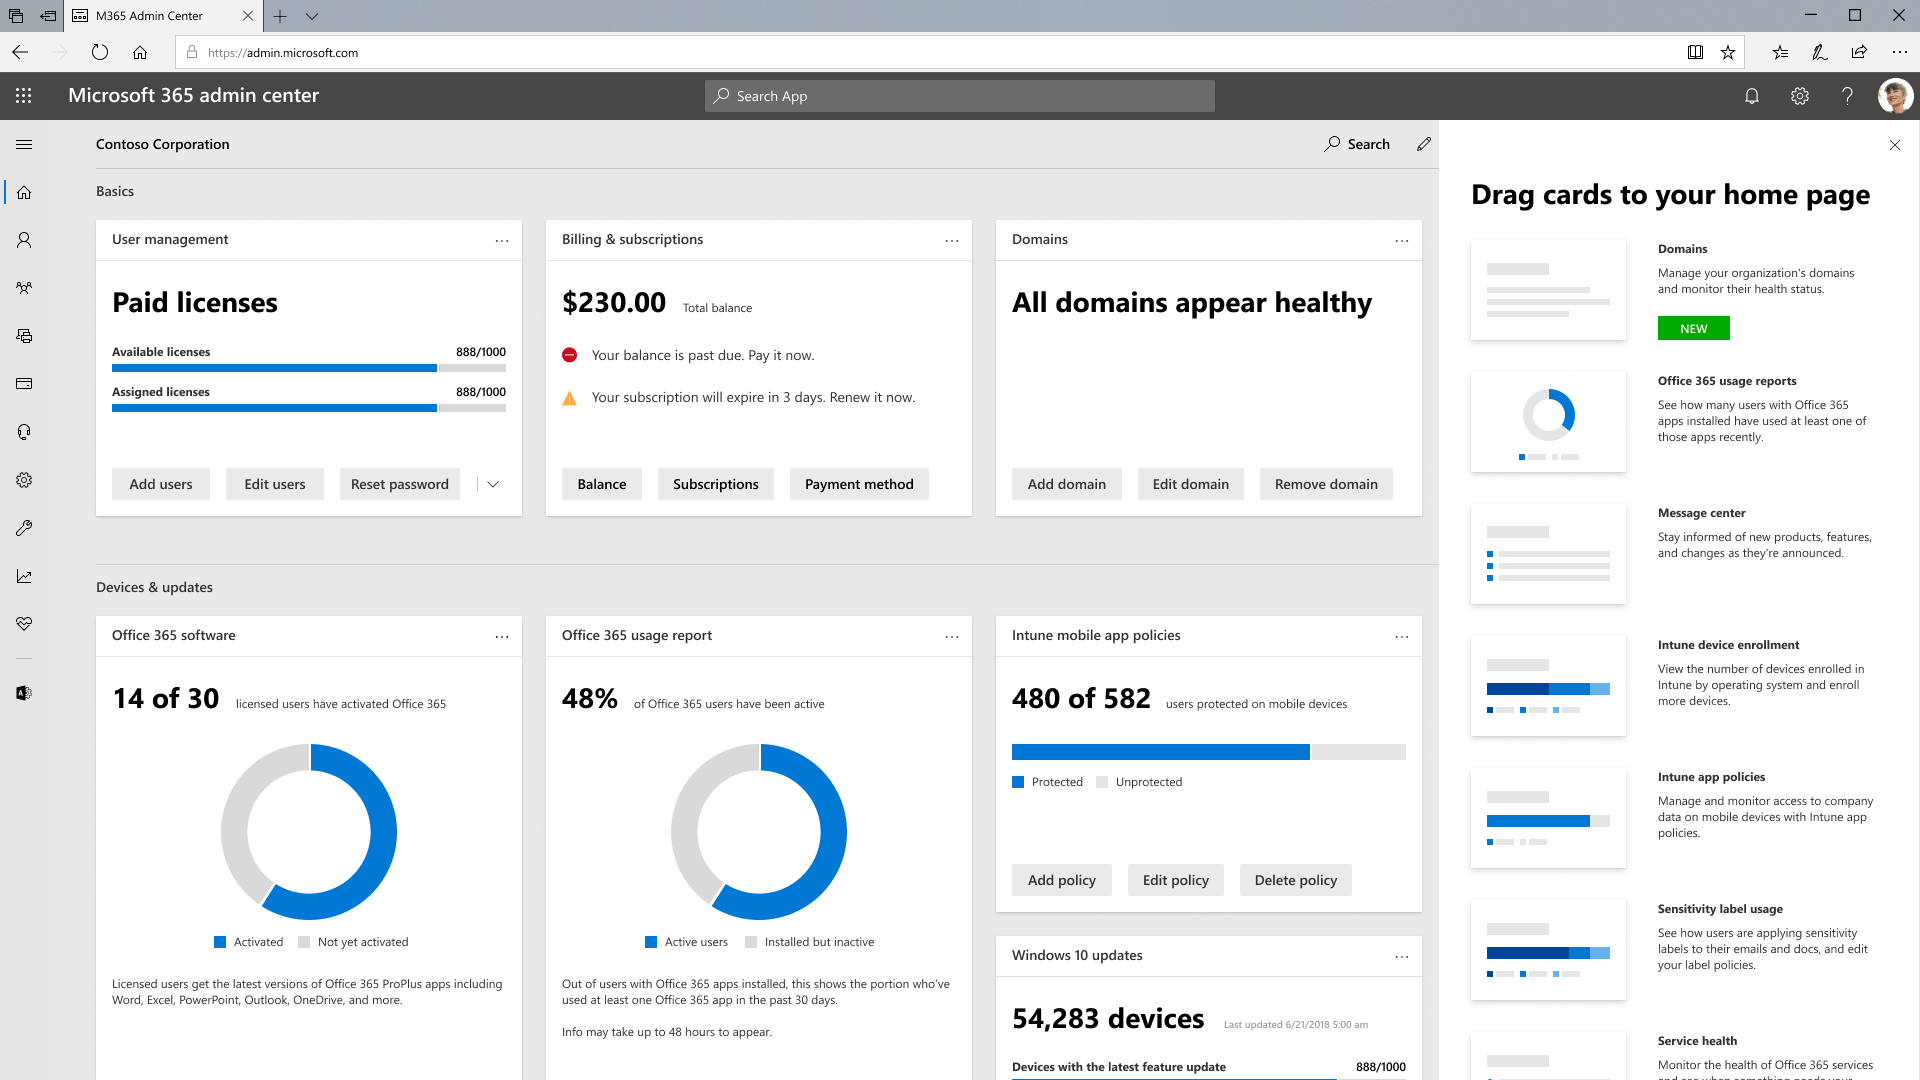 M365 Admin Center
https://admin.microsoft.com
Microsoft 365 admin center
Search App
Contoso Corporation
Search
Basics
User management
Paid licenses
Available licenses 888/1000
Assigned licenses 888/1000
Add users
Edit users
Reset password
Billing & subscriptions
$230.00 Total balance
Your balance is past due. Pay it now.
Your subscription will expire in 3 days. Renew it now.
Balance
Subscriptions
Payment method
Domains
All domains appear healthy
Add domain
Edit domain
Remove domain
Devices & updates
Office 365 software
14 of 30 licensed users have activated Office 365
Activated
Not yet activated
Licensed users get the latest versions of Office 365 ProPlus apps including
Word, Excel, PowerPoint, Outlook, OneDrive, and more.
Office 365 usage report
48% of Office 365 users have been active
Active users
Installed but inactive
Out of users with Office 365 apps installed, this shows the portion who've
used at least one Office 365 app in the past 30 days.
Info may take up to 48 hours to appear.
Intune mobile app policies
480 of 582 users protected on mobile devices
Protected
Unprotected
Add policy
Edit policy
Delete policy
Windows 10 updates
54,283 devices Last updated 6/21/2018 5:00 am
Devices with the latest feature update 888/1000
Drag cards to your home page
Domains
Manage your organization's domains
and monitor their health status.
NEW
Office 365 usage reports
See how many users with Office 365
apps installed have used at least one of
those apps recently.
Message center
Stay informed of new products, features,
and changes as they're announced.
Intune device enrollment
View the number of devices enrolled in
Intune by operating system and enroll
more devices.
Intune app policies
Manage and monitor access to company
data on mobile devices with Intune app
policies.
Sensitivity label usage
See how users are applying sensitivity
labels to their emails and docs, and edit
your label policies.
Service health
Monitor the health of Office 365 services